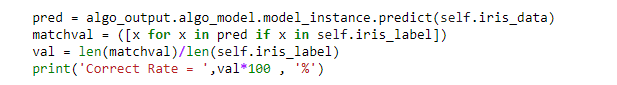 pred = algo_output.algo_model.model_instance.predict(self.iris_data)
matchval = ([x for x in pred if x in self.iris_label])
val = len(matchval)/len(self.iris_label)
print('Correct Rate = ',val*100 , '%')